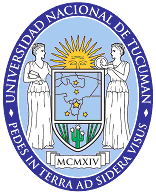 UNIVERSIDAD NACIONAL DE TUCUMAN
MCMXIV
PEDES IN TERRA AD SIDERA VISUS